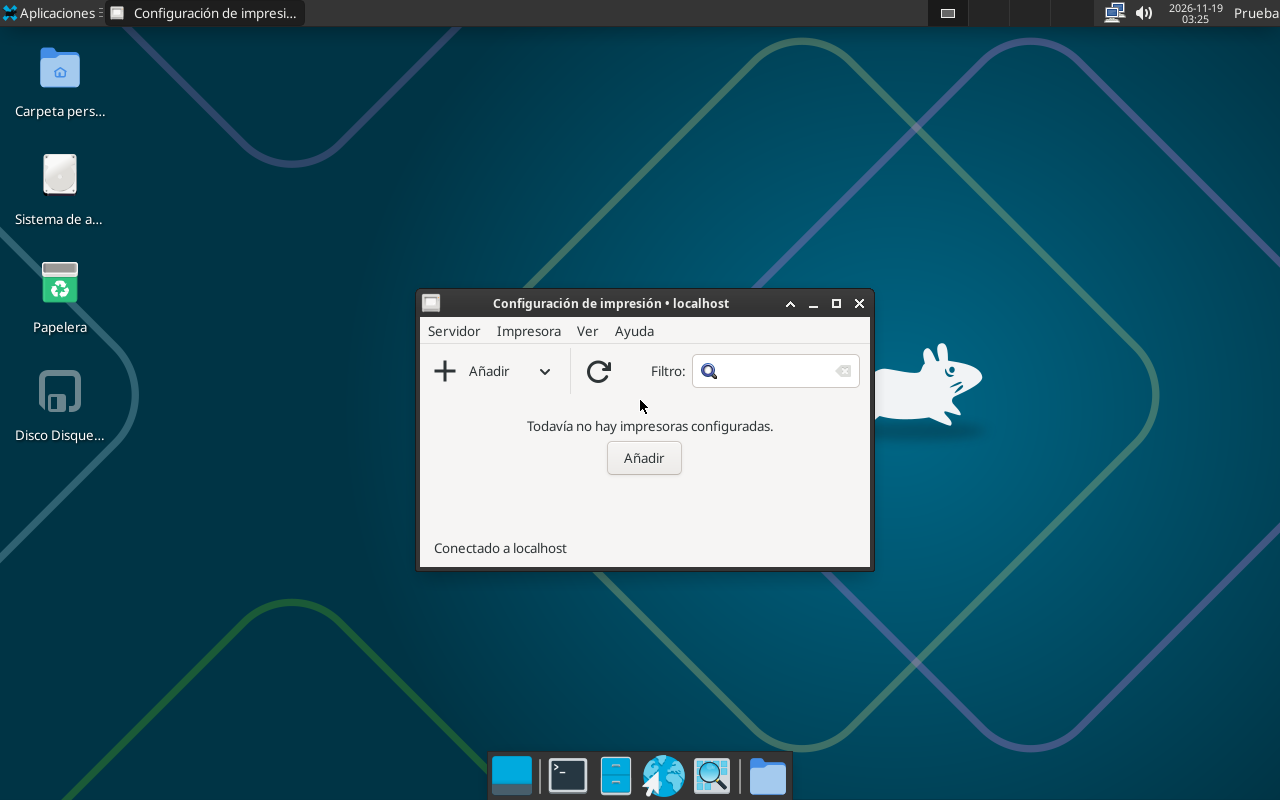 Aplicaciones
Configuración de impresi...
2026-11-19
03:25
Prueba
Carpeta pers...
Sistema de a...
Papelera
Disco Disque...
Configuración de impresión • localhost
Servidor Impresora Ver Ayuda
Añadir Filtro:
Todavía no hay impresoras configuradas.
Añadir
Conectado a localhost